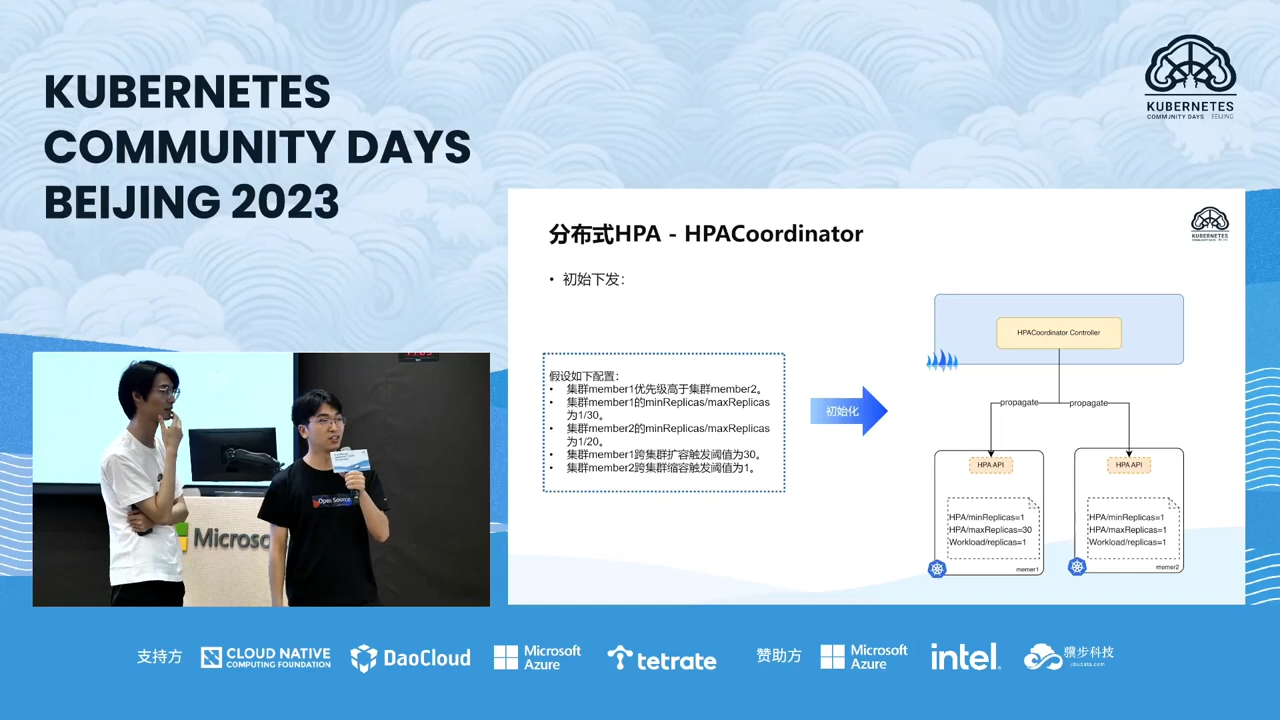 KUBERNETES
COMMUNITY DAYS
BEIJING 2023
KUBERNETES
COMMUNITY DAYS BEIJING
分布式HPA - HPACoordinator
KUBERNETES
• 初始下发：
假设如下配置：
• 集群member1优先级高于集群member2。
• 集群member1的minReplicas/maxReplicas
为1/30。
• 集群member2的minReplicas/maxReplicas
为1/20。
• 集群member1跨集群扩容触发阈值为30。
• 集群member2跨集群缩容触发阈值为1。
初始化
HPACoordinator Controller
propagate
propagate
HPA API
HPA/minReplicas=1
HPA/maxReplicas=30
Workload/replicas=1
memer1
HPA API
HPA/minReplicas=1
HPA/maxReplicas=1
Workload/replicas=1
memer2
Open Source
Microso
支持方
CLOUD NATIVE
COMPUTING FOUNDATION
DaoCloud
Microsoft
Azure
tetrate
赞助方
Microsoft
Azure
intel.
骥步科技
jibudata.com